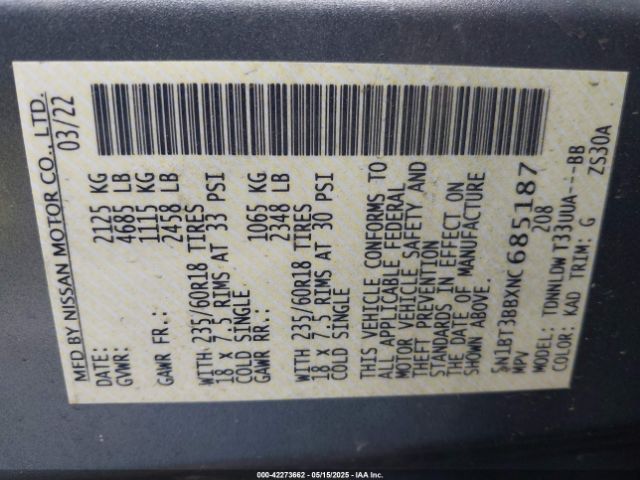 MFD BY NISSAN MOTOR CO., LTD.
DATE: 03/22
GVWR: 2125 KG
4685 LB
GAWR FR.: 1115 KG
2458 LB
WITH 235/60R18 TIRES
18 x 7.5 RIMS AT 33 PSI
COLD SINGLE
GAWR RR.: 1065 KG
2348 LB
WITH 235/60R18 TIRES
18 x 7.5 RIMS AT 30 PSI
COLD SINGLE
THIS VEHICLE CONFORMS TO
ALL APPLICABLE FEDERAL
MOTOR VEHICLE SAFETY AND
THEFT PREVENTION
STANDARDS IN EFFECT ON
THE DATE OF MANUFACTURE
SHOWN ABOVE.
5N1BT3BBXNC685187
MPV 208
MODEL: TDNNLDW T33UUA---BB
COLOR: KAD TRIM: G ZS30A
000-42273662 - 05/15/2025 - IAA Inc.